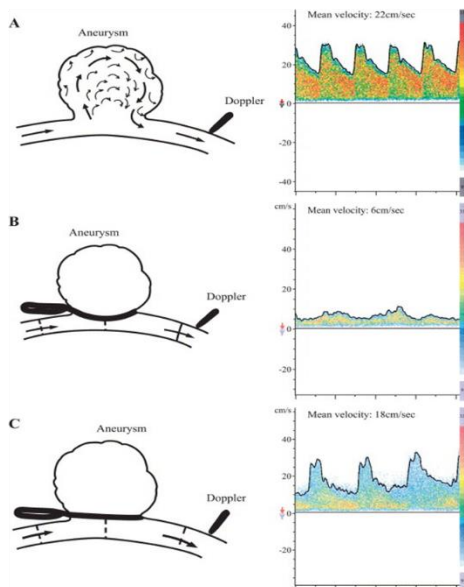 A
Aneurysm
Doppler
Mean velocity: 22cm/sec
40
20
0
-20
-40
B
Aneurysm
Doppler
cm/s
Mean velocity: 6cm/sec
40
20
0
-20
C
Aneurysm
Doppler
cm/s
Mean velocity: 18cm/sec
40
20
0
-20